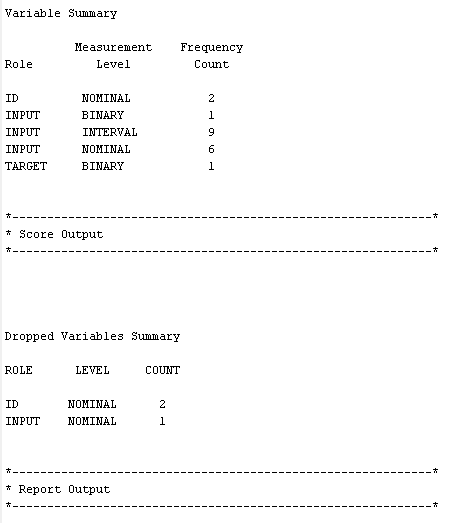 Variable Summary
Measurement Frequency
Role Level Count
ID NOMINAL 2
INPUT BINARY 1
INPUT INTERVAL 9
INPUT NOMINAL 6
TARGET BINARY 1
*------------------------------------------------------------*
* Score Output
*------------------------------------------------------------*
Dropped Variables Summary
ROLE LEVEL COUNT
ID NOMINAL 2
INPUT NOMINAL 1
*------------------------------------------------------------*
* Report Output
*------------------------------------------------------------*